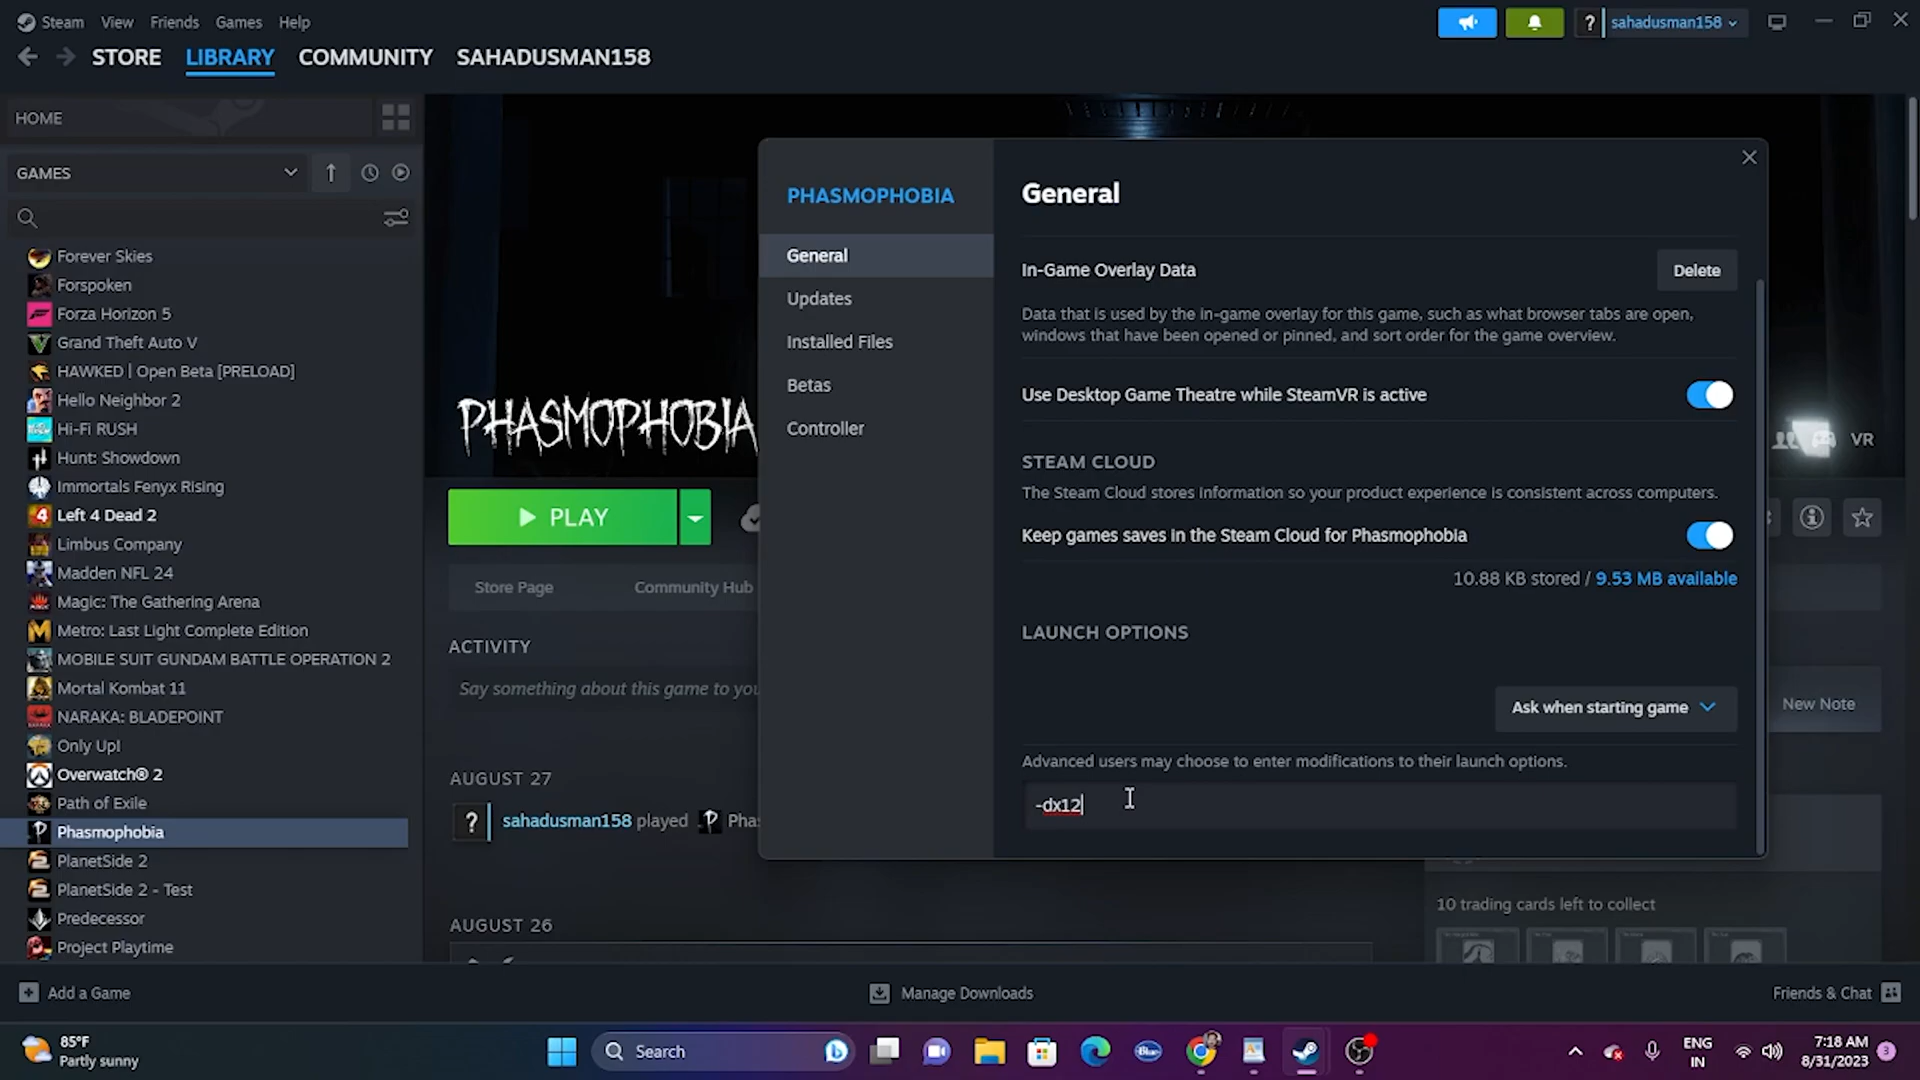 Steam View Friends Games Help
? sahadusman158
STORE LIBRARY COMMUNITY SAHADUSMAN158
HOME
GAMES
Forever Skies
Forspoken
Forza Horizon 5
Grand Theft Auto V
HAWKED | Open Beta [PRELOAD]
Hello Neighbor 2
Hi-Fi RUSH
Hunt: Showdown
Immortals Fenyx Rising
Left 4 Dead 2
Limbus Company
Madden NFL 24
Magic: The Gathering Arena
Metro: Last Light Complete Edition
MOBILE SUIT GUNDAM BATTLE OPERATION 2
Mortal Kombat 11
NARAKA: BLADEPOINT
Only Up!
Overwatch® 2
Path of Exile
Phasmophobia
PlanetSide 2
PlanetSide 2 - Test
Predecessor
Project Playtime
PHASMOPHOBIA
PLAY
Store Page Community Hub
ACTIVITY
Say something about this game to you
AUGUST 27
? sahadusman158 played Pha
AUGUST 26
PHASMOPHOBIA
General
Updates
Installed Files
Betas
Controller
General
In-Game Overlay Data
Delete
Data that is used by the in-game overlay for this game, such as what browser tabs are open,
windows that have been opened or pinned, and sort order for the game overview.
Use Desktop Game Theatre while SteamVR is active
STEAM CLOUD
The Steam Cloud stores information so your product experience is consistent across computers.
Keep games saves in the Steam Cloud for Phasmophobia
10.88 KB stored / 9.53 MB available
LAUNCH OPTIONS
Ask when starting game
Advanced users may choose to enter modifications to their launch options.
-dx12
VR
New Note
10 trading cards left to collect
Add a Game
Manage Downloads
Friends & Chat
85°F
Partly sunny
Search
ENG
IN
7:18 AM
8/31/2023
3